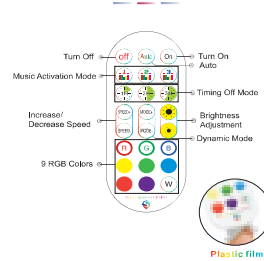 Turn Off
off
Auto
On
Turn On
Auto
Music Activation Mode
Timing Off Mode
Increase/
Decrease Speed
SPEED+
MODE+
Brightness
Adjustment
SPEED-
MODE-
Dynamic Mode
9 RGB Colors
R
G
B
W
Plastic film